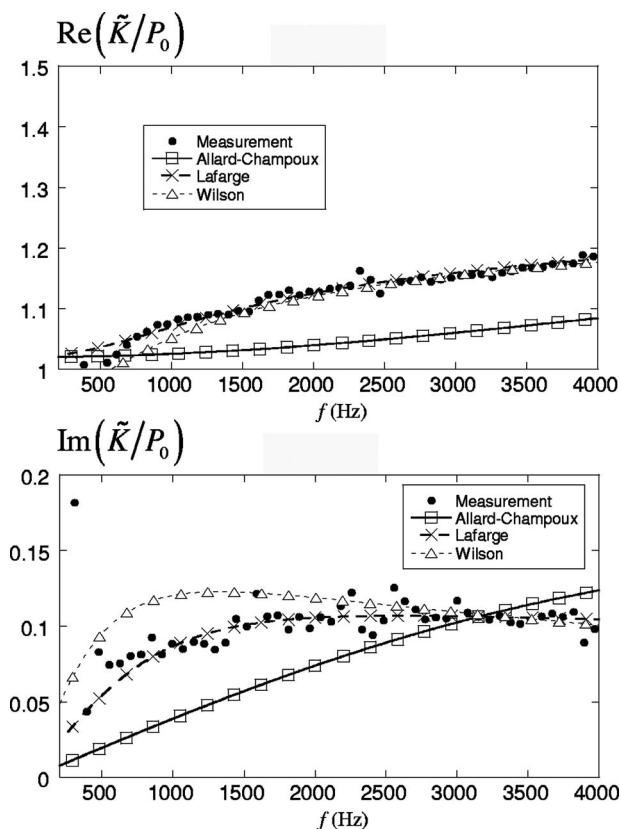 Re(K̃/P₀)
1.5
1.4
1.3
1.2
1.1
1
Measurement
Allard-Champoux
Lafarge
Wilson
500 1000 1500 2000 2500 3000 3500 4000
f (Hz)
Im(K̃/P₀)
0.2
0.15
0.1
0.05
0
Measurement
Allard-Champoux
Lafarge
Wilson
500 1000 1500 2000 2500 3000 3500 4000
f (Hz)